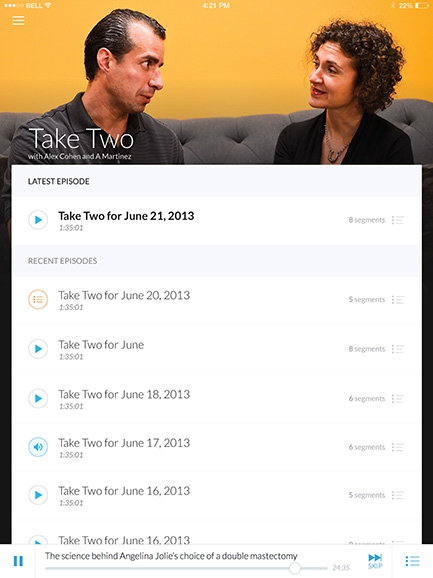 BELL 4:21 PM 22%
Take Two
with Alex Cohen and A Martinez
LATEST EPISODE
Take Two for June 21, 2013
8 segments
1:35:01
RECENT EPISODES
Take Two for June 20, 2013
5 segments
1:35:01
Take Two for June
8 segments
1:35:01
Take Two for June 18, 2013
6 segments
1:35:01
Take Two for June 17, 2013
6 segments
1:35:01
Take Two for June 16, 2013
5 segments
1:35:01
Take Two for June 16, 2013
The science behind Angelina Jolie's choice of a double mastectomy
24:35
SKIP